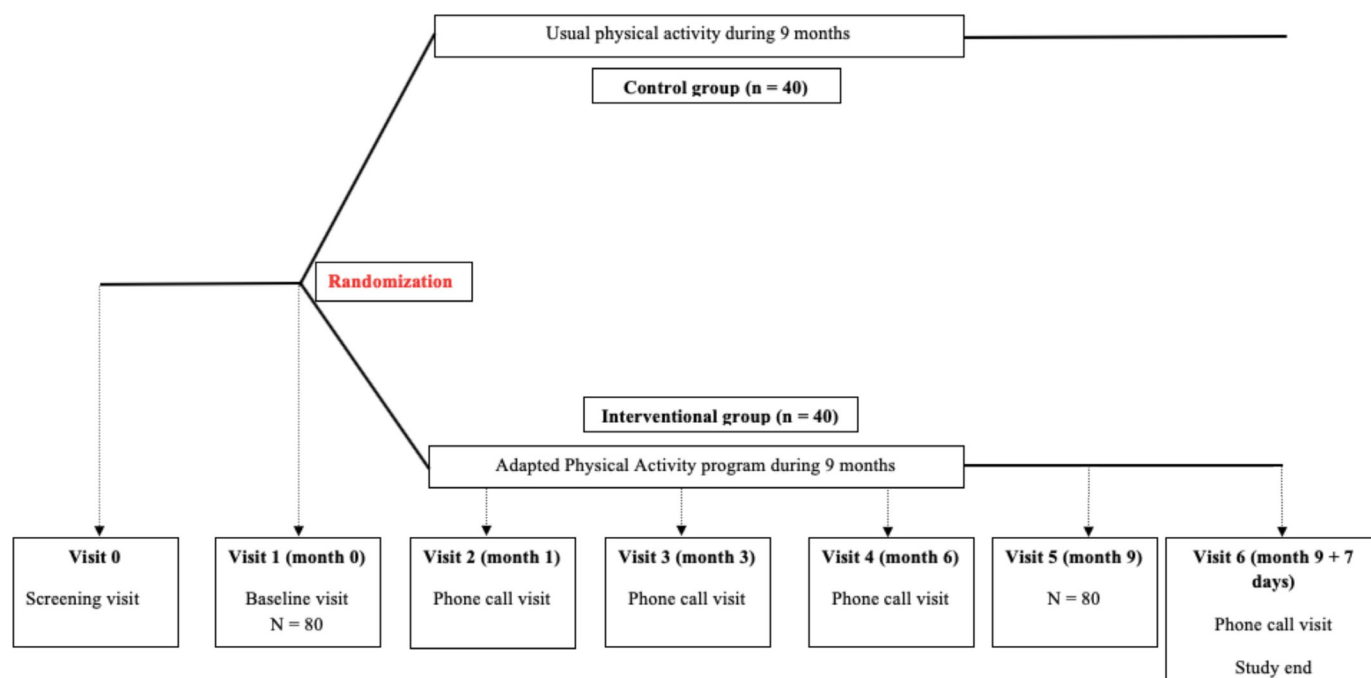 Usual physical activity during 9 months
Control group (n = 40)
Randomization
Interventional group (n = 40)
Adapted Physical Activity program during 9 months
Visit 0
Screening visit
Visit 1 (month 0)
Baseline visit
N = 80
Visit 2 (month 1)
Phone call visit
Visit 3 (month 3)
Phone call visit
Visit 4 (month 6)
Phone call visit
Visit 5 (month 9)
N = 80
Visit 6 (month 9 + 7
days)
Phone call visit
Study end